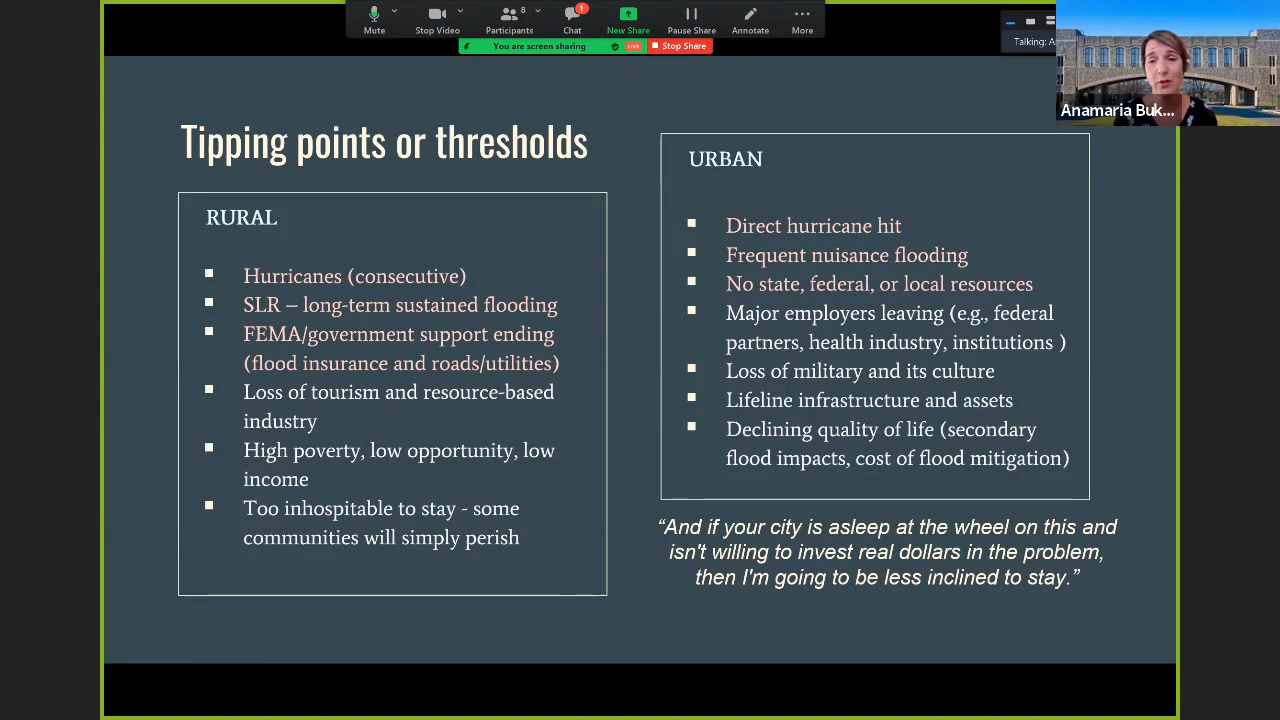 Mute
Stop Video
8
Participants
1
Chat
New Share
Pause Share
Annotate
More
You are screen sharing
LIVE
Stop Share
Talking: A
Anamaria Buk...
Tipping points or thresholds
RURAL
Hurricanes (consecutive)
SLR – long-term sustained flooding
FEMA/government support ending
(flood insurance and roads/utilities)
Loss of tourism and resource-based
industry
High poverty, low opportunity, low
income
Too inhospitable to stay - some
communities will simply perish
URBAN
Direct hurricane hit
Frequent nuisance flooding
No state, federal, or local resources
Major employers leaving (e.g., federal
partners, health industry, institutions )
Loss of military and its culture
Lifeline infrastructure and assets
Declining quality of life (secondary
flood impacts, cost of flood mitigation)
“And if your city is asleep at the wheel on this and
isn't willing to invest real dollars in the problem,
then I'm going to be less inclined to stay.”